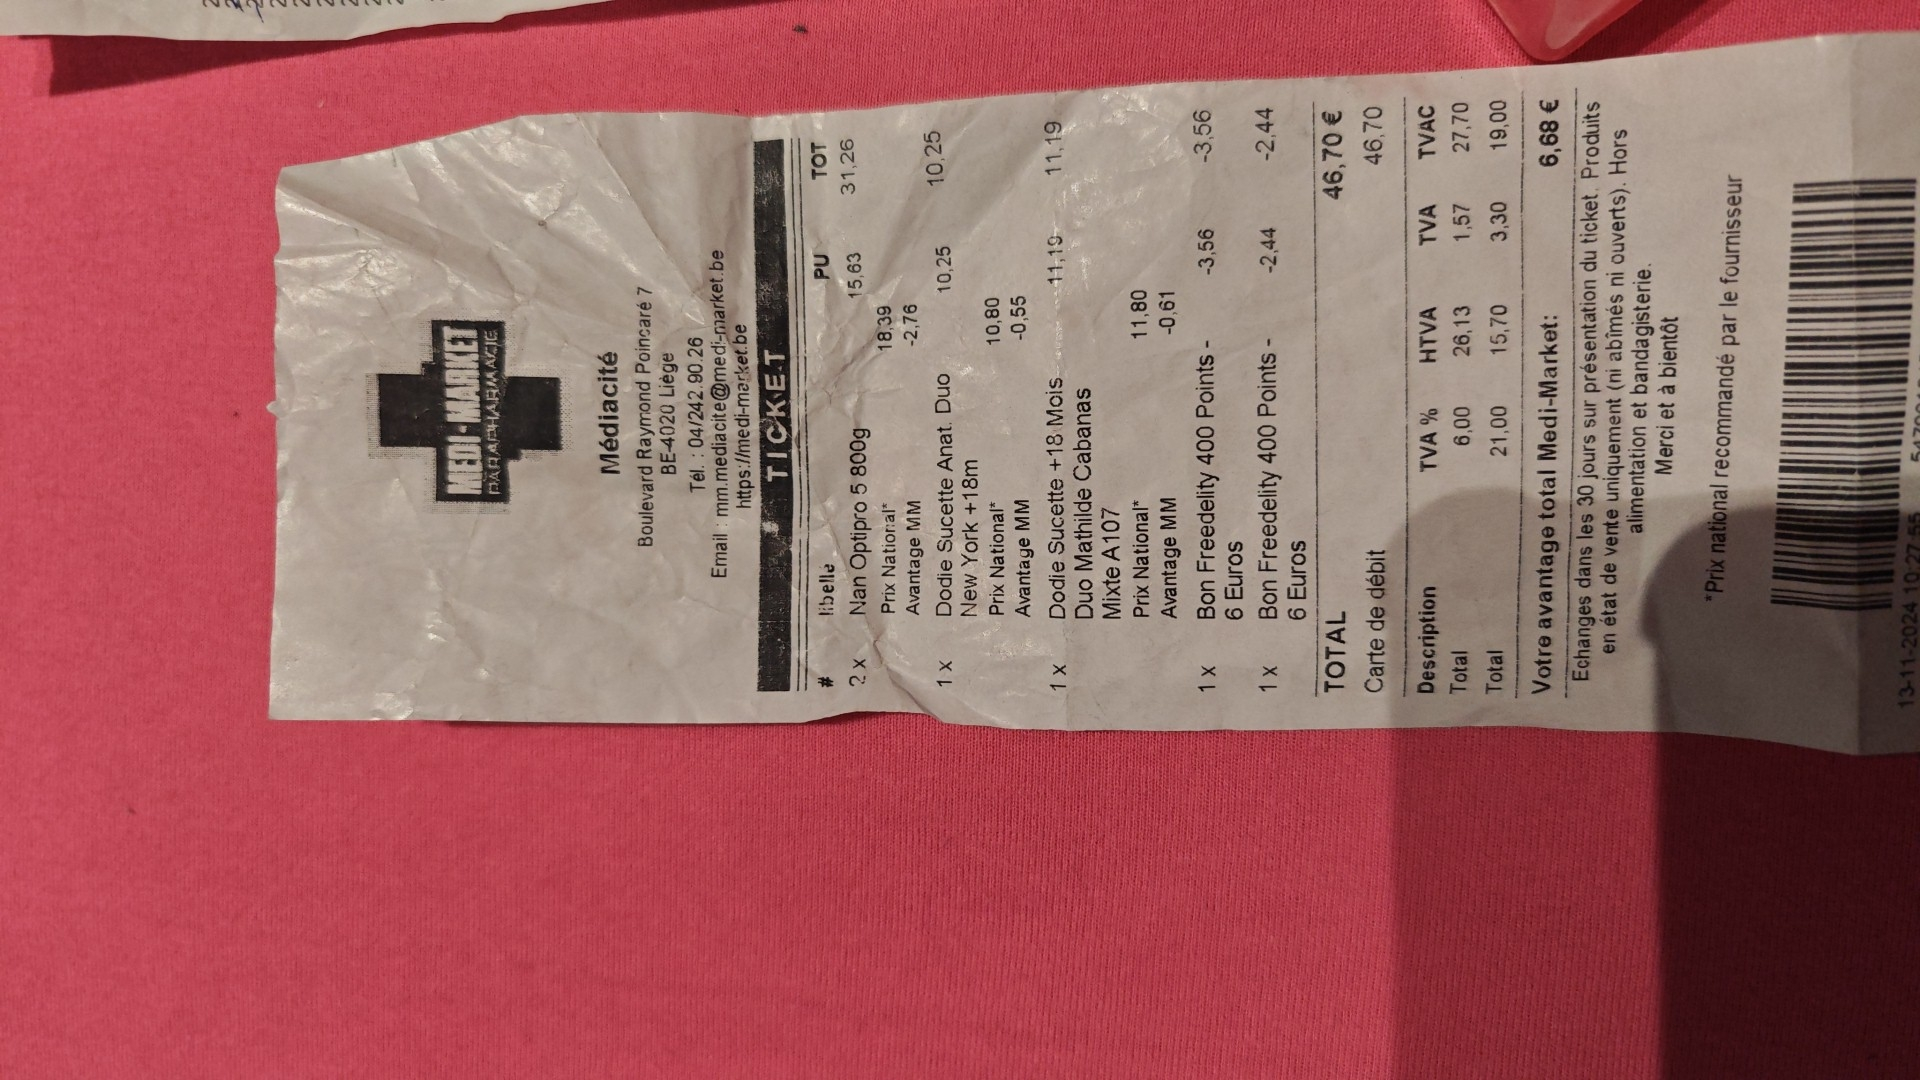 MEDI-MARKET
PARAPHARMACIE
Médiacité
Boulevard Raymond Poincaré 7
BE-4020 Liège
Tél. : 04/242.90.26
Email : mm.mediacite@medi-market.be
https://medi-market.be
TICKET
# libellé PU TOT
2 x Nan Optipro 5 800g 15,63 31,26
Prix National* 18,39
Avantage MM -2,76
1 x Dodie Sucette Anat. Duo 10,25 10,25
New York +18m
Prix National* 10,80
Avantage MM -0,55
1 x Dodie Sucette +18 Mois 11,19 11,19
Duo Mathilde Cabanas
Mixte A107
Prix National* 11,80
Avantage MM -0,61
1 x Bon Freedelity 400 Points - -3,56 -3,56
6 Euros
1 x Bon Freedelity 400 Points - -2,44 -2,44
6 Euros
TOTAL 46,70 €
Carte de débit 46,70
Description TVA % HTVA TVA TVAC
Total 6,00 26,13 1,57 27,70
Total 21,00 15,70 3,30 19,00
Votre avantage total Medi-Market: 6,68 €
Echanges dans les 30 jours sur présentation du ticket. Produits
en état de vente uniquement (ni abîmés ni ouverts). Hors
alimentation et bandagisterie.
Merci et à bientôt
*Prix national recommandé par le fournisseur
13-11-2024 10:27:55